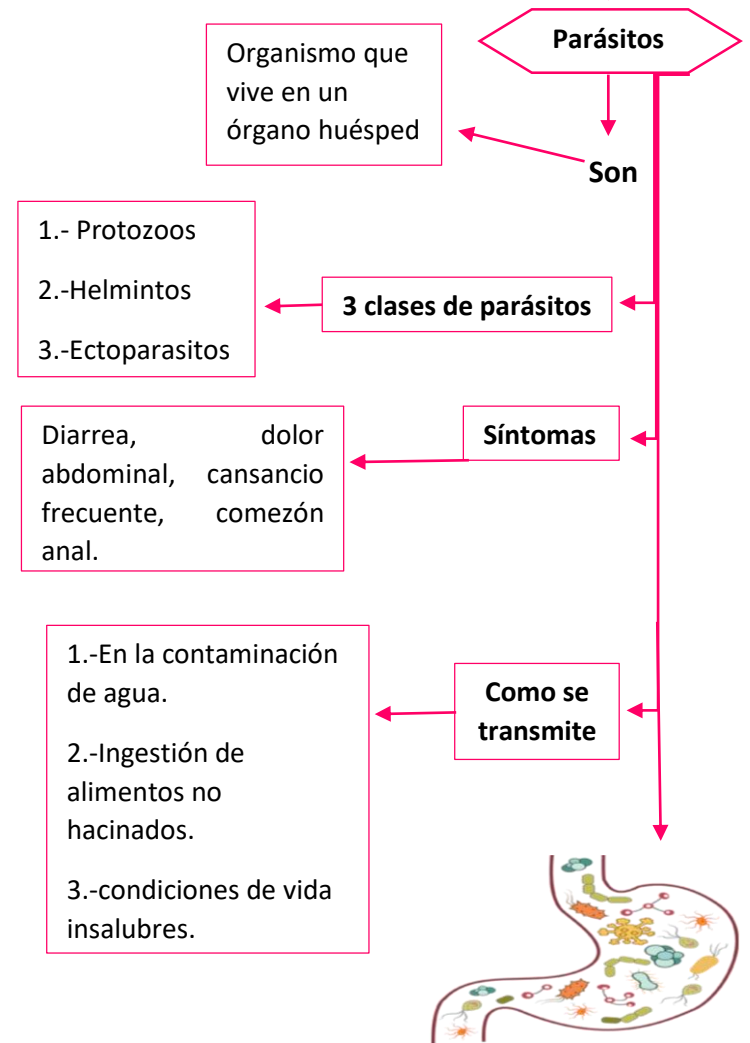 Parásitos
Organismo que
vive en un
órgano huésped
Son
1.- Protozoos
2.-Helmintos
3.-Ectoparasitos
3 clases de parásitos
Síntomas
Diarrea, dolor
abdominal, cansancio
frecuente, comezón
anal.
Como se
transmite
1.-En la contaminación
de agua.
2.-Ingestión de
alimentos no
hacinados.
3.-condiciones de vida
insalubres.